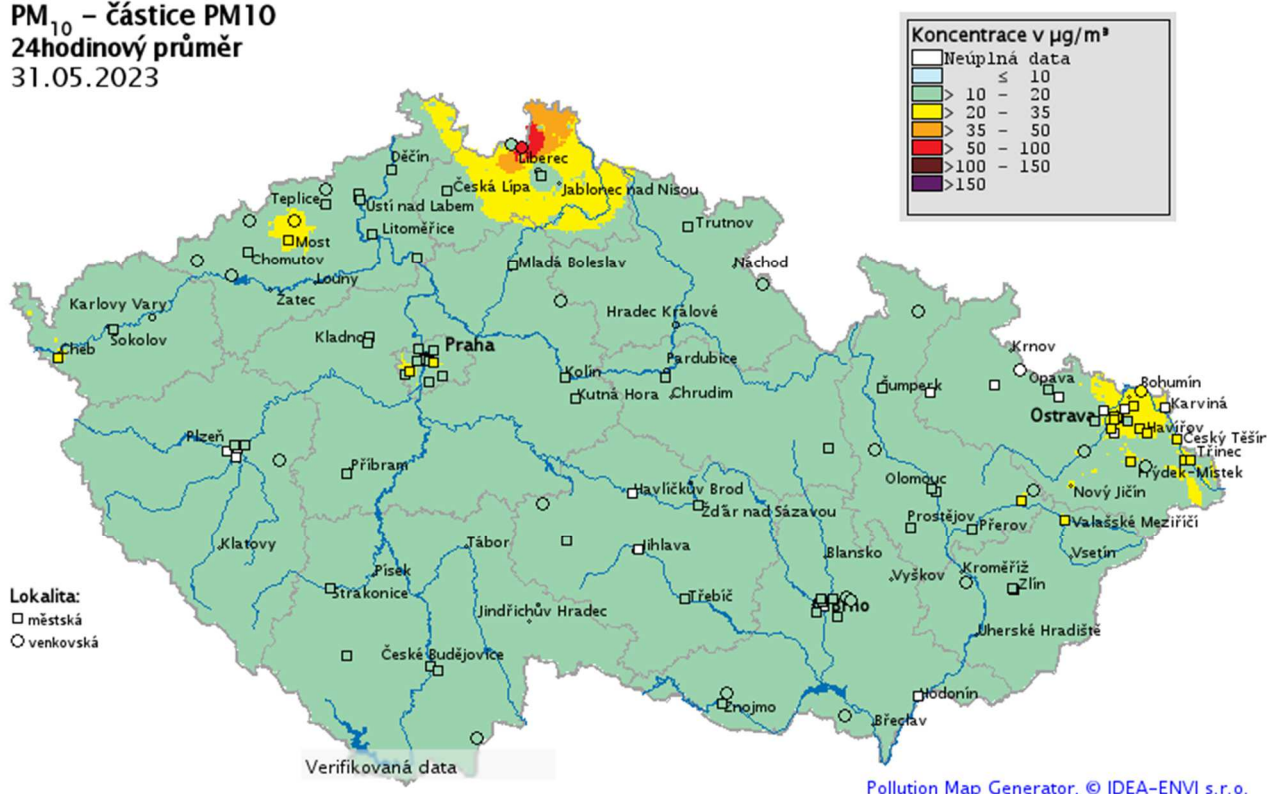 PM10 – částice PM10
24hodinový průměr
31.05.2023
Koncentrace v µg/m³
Neúplná data
≤ 10
> 10 – 20
> 20 – 35
> 35 – 50
> 50 – 100
>100 – 150
>150
Děčín
Liberec
Česká Lípa
Jablonec nad Nisou
Teplice
Ústí nad Labem
Litoměřice
Trutnov
Most
Chomutov
Mladá Boleslav
Náchod
Louny
Žatec
Karlovy Vary
Hradec Králové
Sokolov
Kladno
Praha
Cheb
Krnov
Pardubice
Kolín
Opava
Bohumín
Šumperk
Kutná Hora
Chrudim
Karviná
Ostrava
Havířov
Plzeň
Český Těšín
Třinec
Příbram
Frýdek-Místek
Olomouc
Havlíčkův Brod
Nový Jičín
Žďár nad Sázavou
Prostějov
Přerov
Valašské Meziříčí
Klatovy
Tábor
Jihlava
Blansko
Vsetín
Písek
Vyškov
Kroměříž
Zlín
Strakonice
Lokalita:
městská
venkovská
Třebíč
Brno
Jindřichův Hradec
Uherské Hradiště
České Budějovice
Hodonín
Znojmo
Břeclav
Verifikovaná data
Pollution Map Generator, © IDEA-ENVI s.r.o.